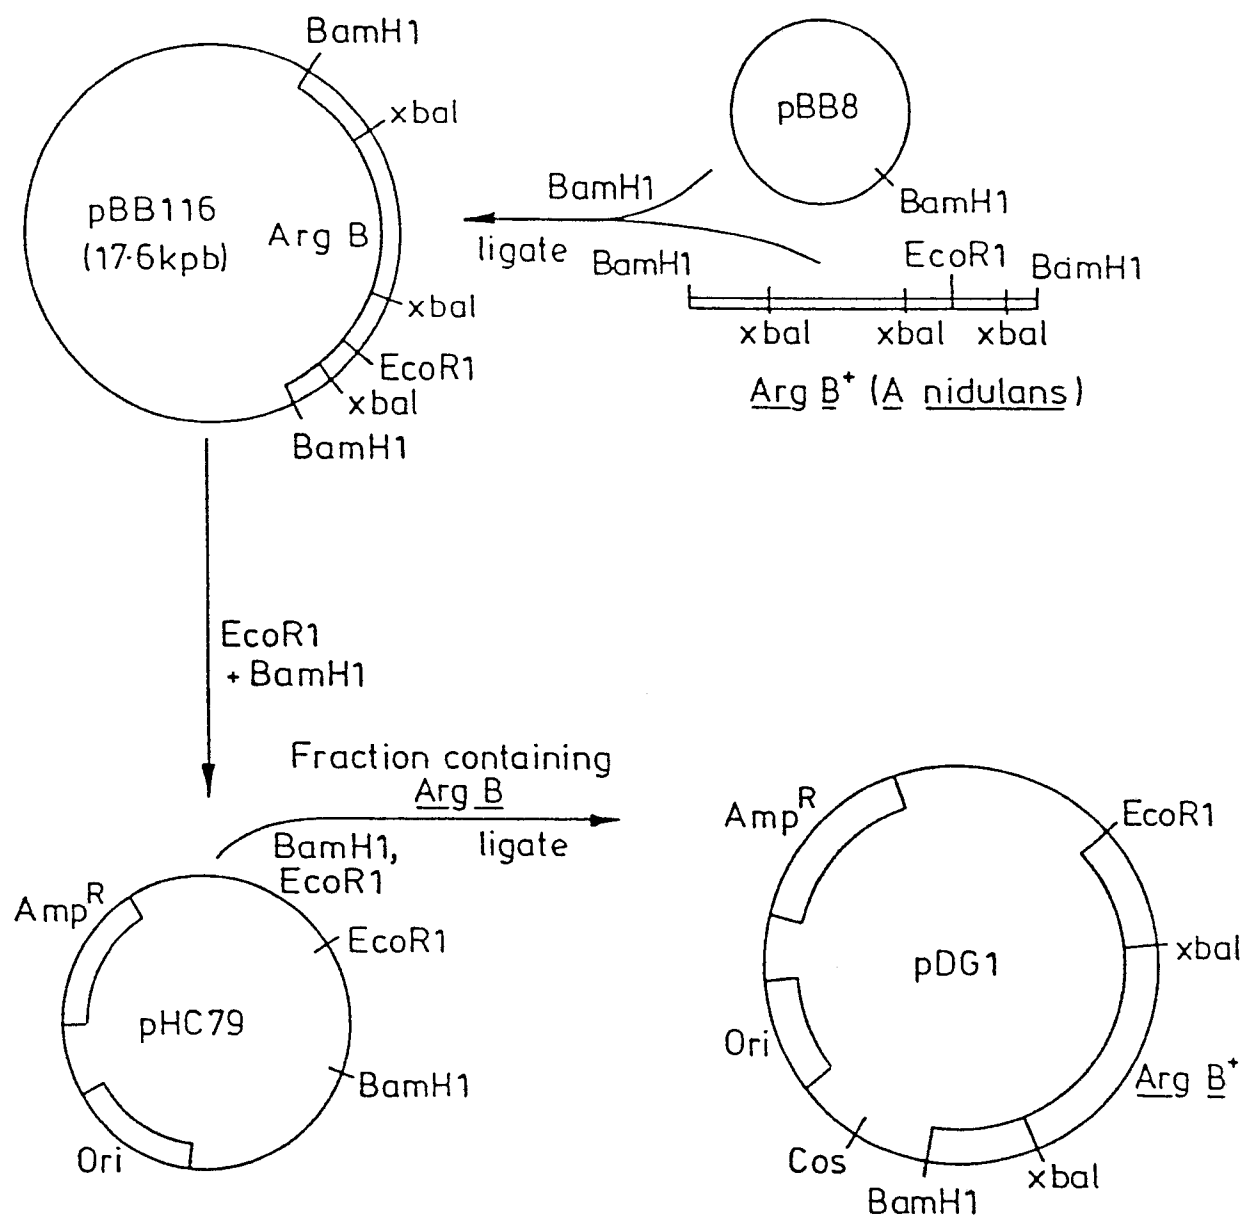 BamH1
xbal
pBB116
(17·6kpb)
Arg B
xbal
EcoR1
xbal
BamH1
pBB8
BamH1
BamH1
ligate
BamH1
EcoR1
BamH1
xbal
xbal
xbal
Arg B+ (A nidulans)
EcoR1
+ BamH1
Fraction containing
Arg B
BamH1,
EcoR1
ligate
AmpR
EcoR1
pHC79
BamH1
Ori
AmpR
EcoR1
xbal
pDG1
Ori
Arg B+
Cos
xbal
BamH1